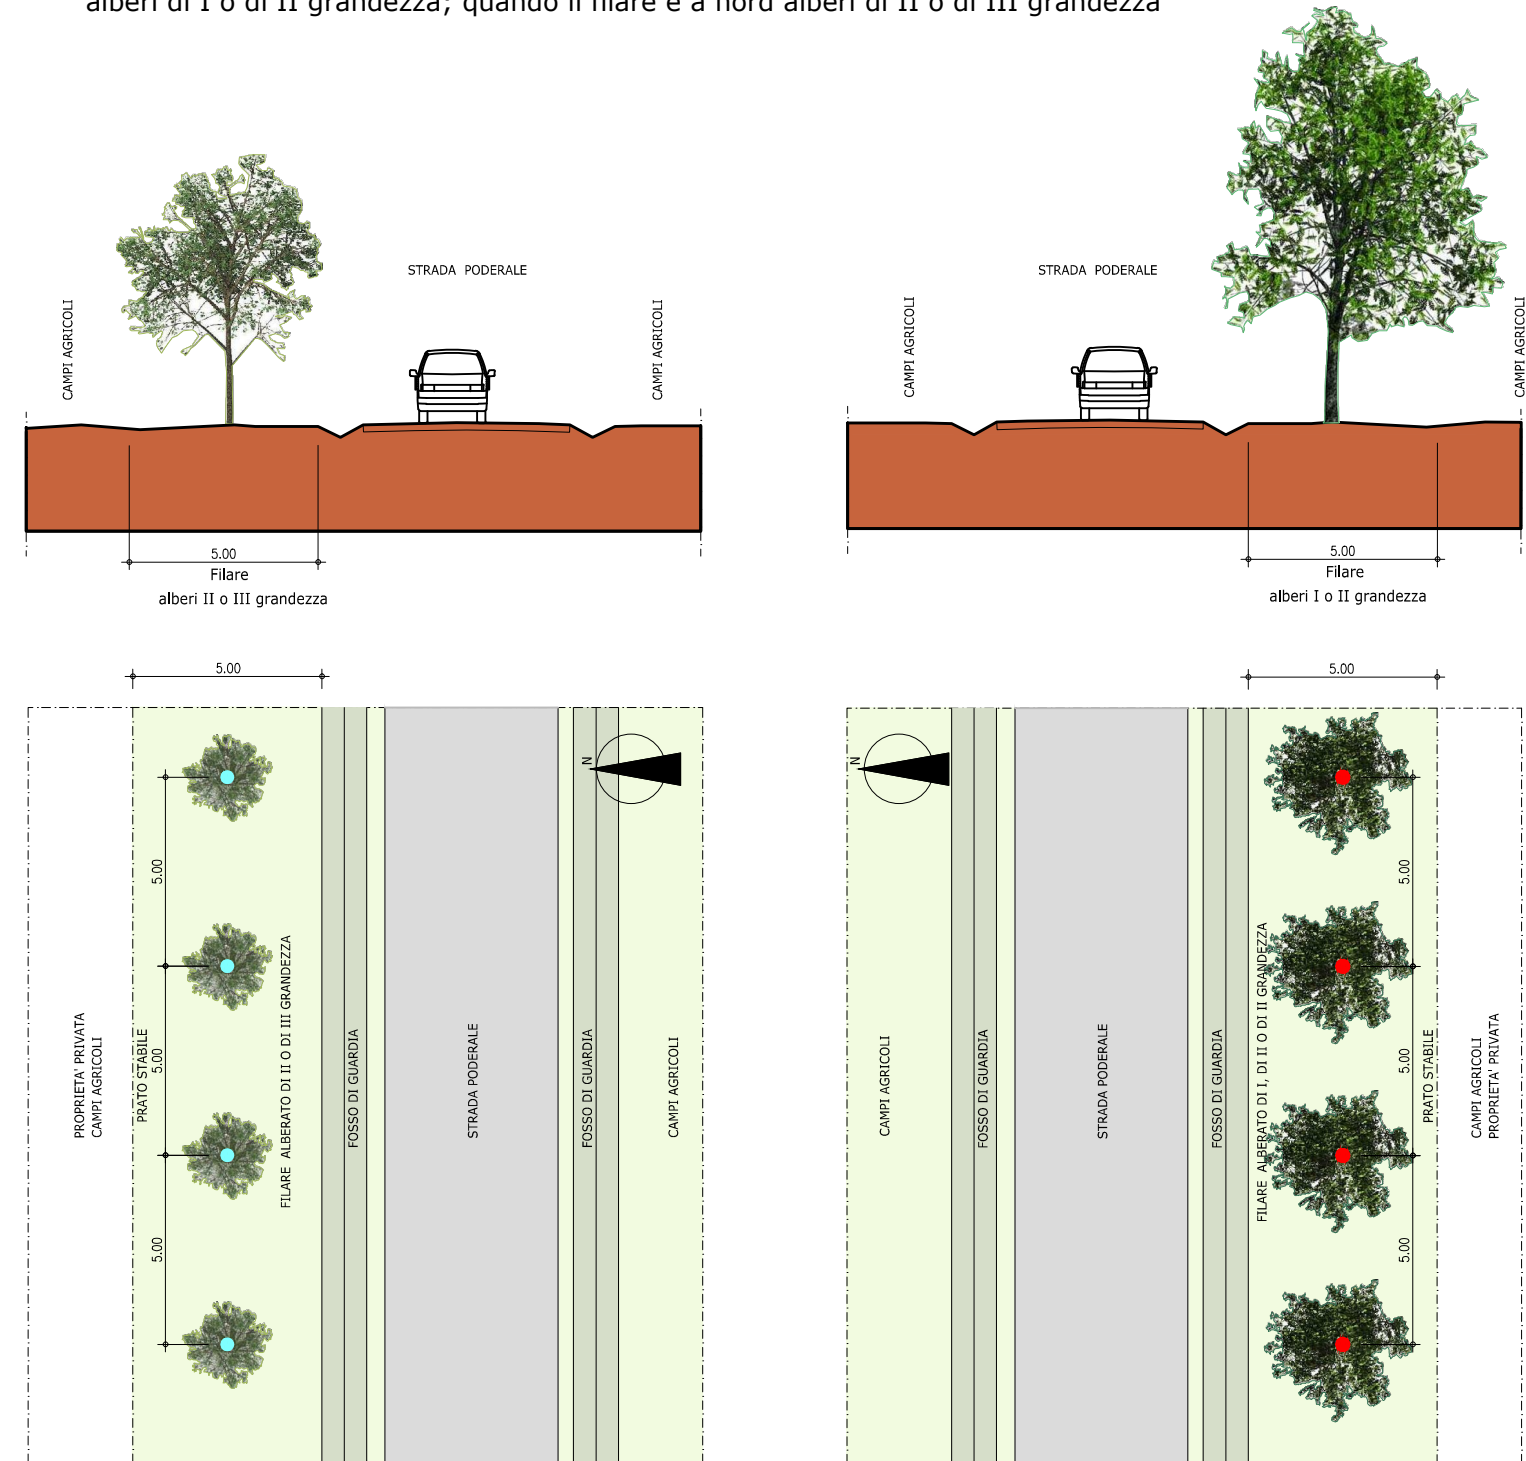 alberi di I o di II grandezza; quando il filare è a nord alberi di II o di III grandezza
STRADA PODERALE
CAMPI AGRICOLI
CAMPI AGRICOLI
5.00
Filare
alberi II o III grandezza
STRADA PODERALE
CAMPI AGRICOLI
CAMPI AGRICOLI
5.00
Filare
alberi I o II grandezza
5.00
N
5.00
5.00
5.00
PROPRIETA' PRIVATA
CAMPI AGRICOLI
PRATO STABILE
FILARE ALBERATO DI II O DI III GRANDEZZA
FOSSO DI GUARDIA
STRADA PODERALE
FOSSO DI GUARDIA
CAMPI AGRICOLI
5.00
N
CAMPI AGRICOLI
FOSSO DI GUARDIA
STRADA PODERALE
FOSSO DI GUARDIA
FILARE ALBERATO DI I, DI II O DI II GRANDEZZA
5.00
5.00
5.00
PRATO STABILE
CAMPI AGRICOLI
PROPRIETA' PRIVATA